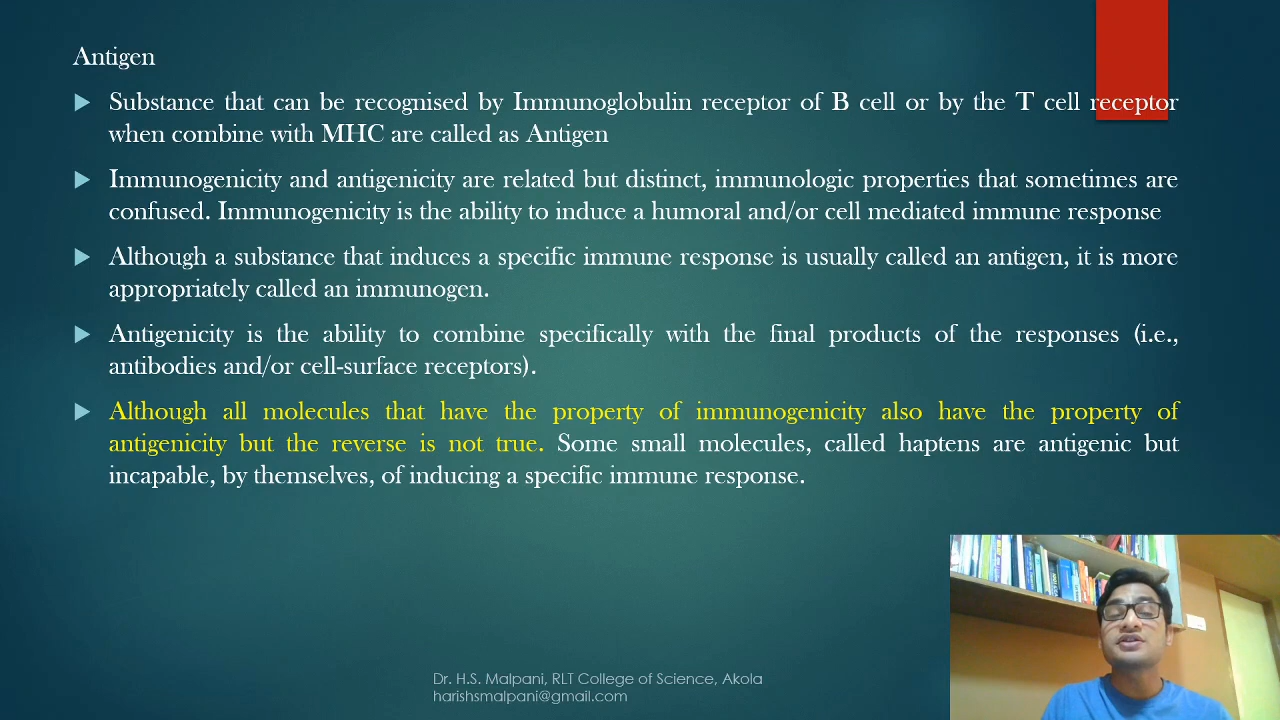 Antigen
Substance that can be recognised by Immunoglobulin receptor of B cell or by the T cell receptor
when combine with MHC are called as Antigen
Immunogenicity and antigenicity are related but distinct, immunologic properties that sometimes are
confused. Immunogenicity is the ability to induce a humoral and/or cell mediated immune response
Although a substance that induces a specific immune response is usually called an antigen, it is more
appropriately called an immunogen.
Antigenicity is the ability to combine specifically with the final products of the responses (i.e.,
antibodies and/or cell-surface receptors).
Although all molecules that have the property of immunogenicity also have the property of
antigenicity but the reverse is not true. Some small molecules, called haptens are antigenic but
incapable, by themselves, of inducing a specific immune response.
Dr. H.S. Malpani, RLT College of Science, Akola
harishsmalpani@gmail.com